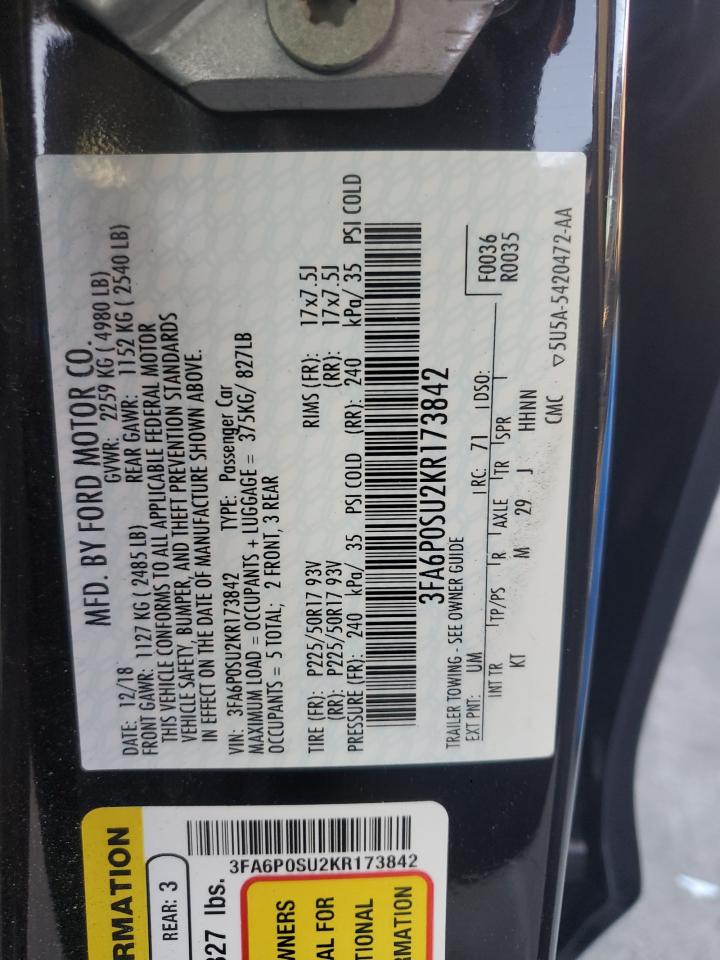 MFD. BY FORD MOTOR CO.
DATE: 12/18 GVWR: 2259 KG ( 4980 LB)
FRONT GAWR: 1127 KG ( 2485 LB) REAR GAWR: 1152 KG ( 2540 LB)
THIS VEHICLE CONFORMS TO ALL APPLICABLE FEDERAL MOTOR
VEHICLE SAFETY, BUMPER, AND THEFT PREVENTION STANDARDS
IN EFFECT ON THE DATE OF MANUFACTURE SHOWN ABOVE.
VIN: 3FA6P0SU2KR173842 TYPE: Passenger Car
MAXIMUM LOAD = OCCUPANTS + LUGGAGE = 375KG/ 827LB
OCCUPANTS = 5 TOTAL; 2 FRONT, 3 REAR
TIRE (FR): P225/50R17 93V RIMS (FR): 17x7.5J
(RR): P225/50R17 93V (RR): 17x7.5J
PRESSURE (FR): 240 kPa/ 35 PSI COLD (RR): 240 kPa/ 35 PSI COLD
3FA6P0SU2KR173842
F0036
R0035
TRAILER TOWING - SEE OWNER GUIDE
EXT PNT: UM RC: 71 DSO:
INT TR TP/PS R AXLE TR SPR
KT M 29 J HHNN
CMC ▽5U5A-5420472-AA
RMATION
REAR: 3
827 lbs.
3FA6P0SU2KR173842
WNERS
AL FOR
TIONAL
MATION